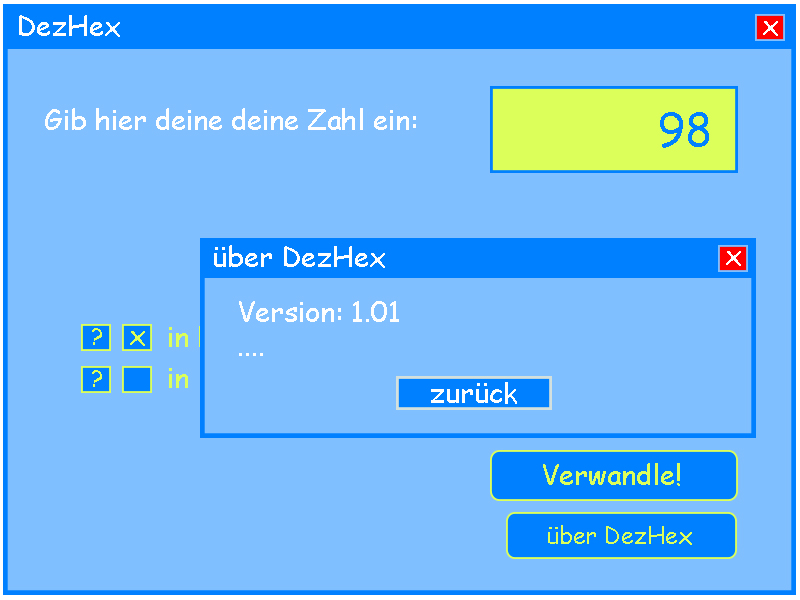 DezHex X
Gib hier deine deine Zahl ein:
98
über DezHex X
Version: 1.01
....
? X in
? in
zurück
Verwandle!
über DezHex